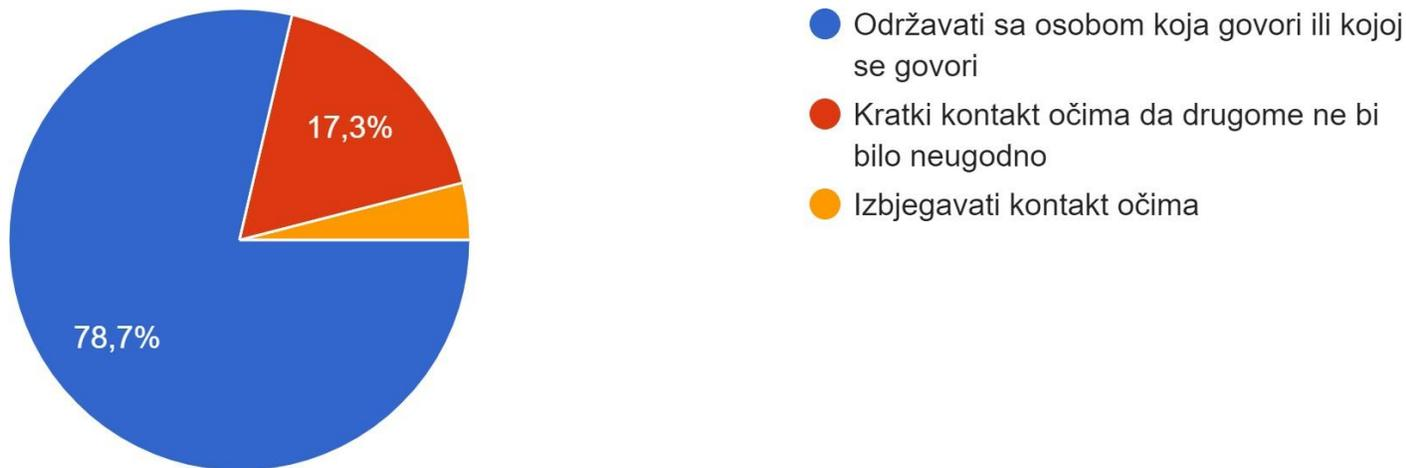 Održavati sa osobom koja govori ili kojoj
se govori
Kratki kontakt očima da drugome ne bi
bilo neugodno
Izbjegavati kontakt očima
17,3%
78,7%